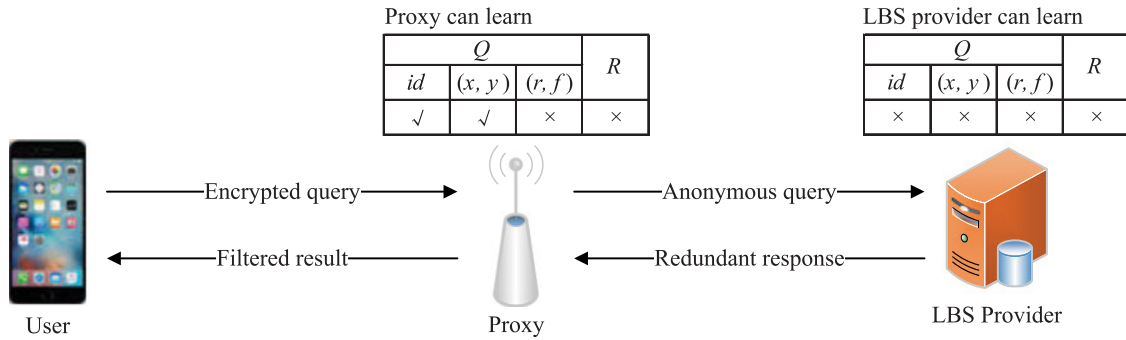 Proxy can learn
Q
R
id
(x, y)
(r, f)
√ √ × ×
LBS provider can learn
Q
R
id
(x, y)
(r, f)
× × × ×
Encrypted query
Anonymous query
Filtered result
Redundant response
User
Proxy
LBS Provider